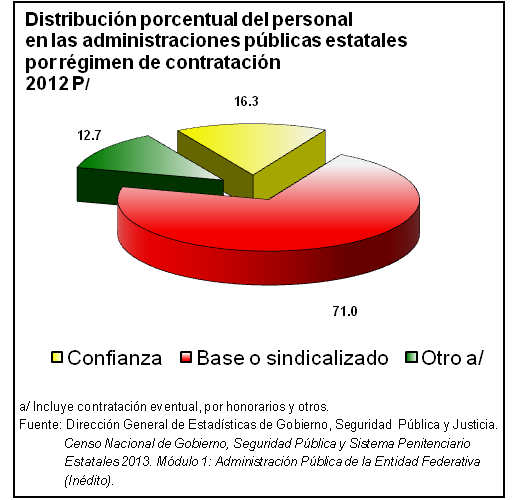 Distribución porcentual del personal
en las administraciones públicas estatales
por régimen de contratación
2012 P/
16.3
12.7
71.0
Confianza Base o sindicalizado Otro a/
a/ Incluye contratación eventual, por honorarios y otros.
Fuente: Dirección General de Estadísticas de Gobierno, Seguridad Pública y Justicia.
Censo Nacional de Gobierno, Seguridad Pública y Sistema Penitenciario
Estatales 2013. Módulo 1: Administración Pública de la Entidad Federativa
(Inédito).